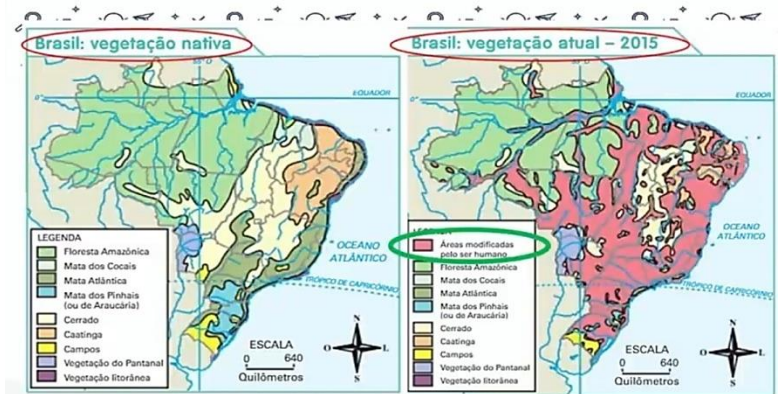 Brasil: vegetação nativa
EQUADOR
0°
OCEANO
ATLÂNTICO
TRÓPICO DE CAPRICÓRNIO
LEGENDA
Floresta Amazônica
Mata dos Cocais
Mata Atlântica
Mata dos Pinhais
(ou de Araucária)
Cerrado
Caatinga
Campos
Vegetação do Pantanal
Vegetação litorânea
ESCALA
0 640
Quilômetros
N
O L
S
Brasil: vegetação atual – 2015
EQUADOR
0°
OCEANO
ATLÂNTICO
TRÓPICO DE CAPRICÓRNIO
Áreas modificadas
pelo ser humano
Floresta Amazônica
Mata dos Cocais
Mata Atlântica
Mata dos Pinhais
(ou de Araucária)
Cerrado
Caatinga
Campos
Vegetação do Pantanal
Vegetação litorânea
ESCALA
0 640
Quilômetros
N
O L
S